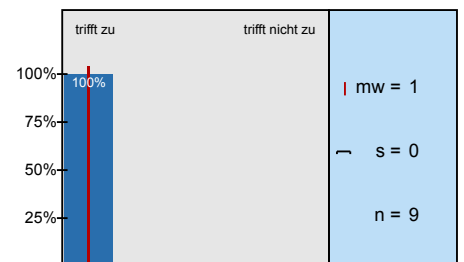 trifft zu trifft nicht zu
100%
100%
75%
50%
25%
mw = 1
s = 0
n = 9